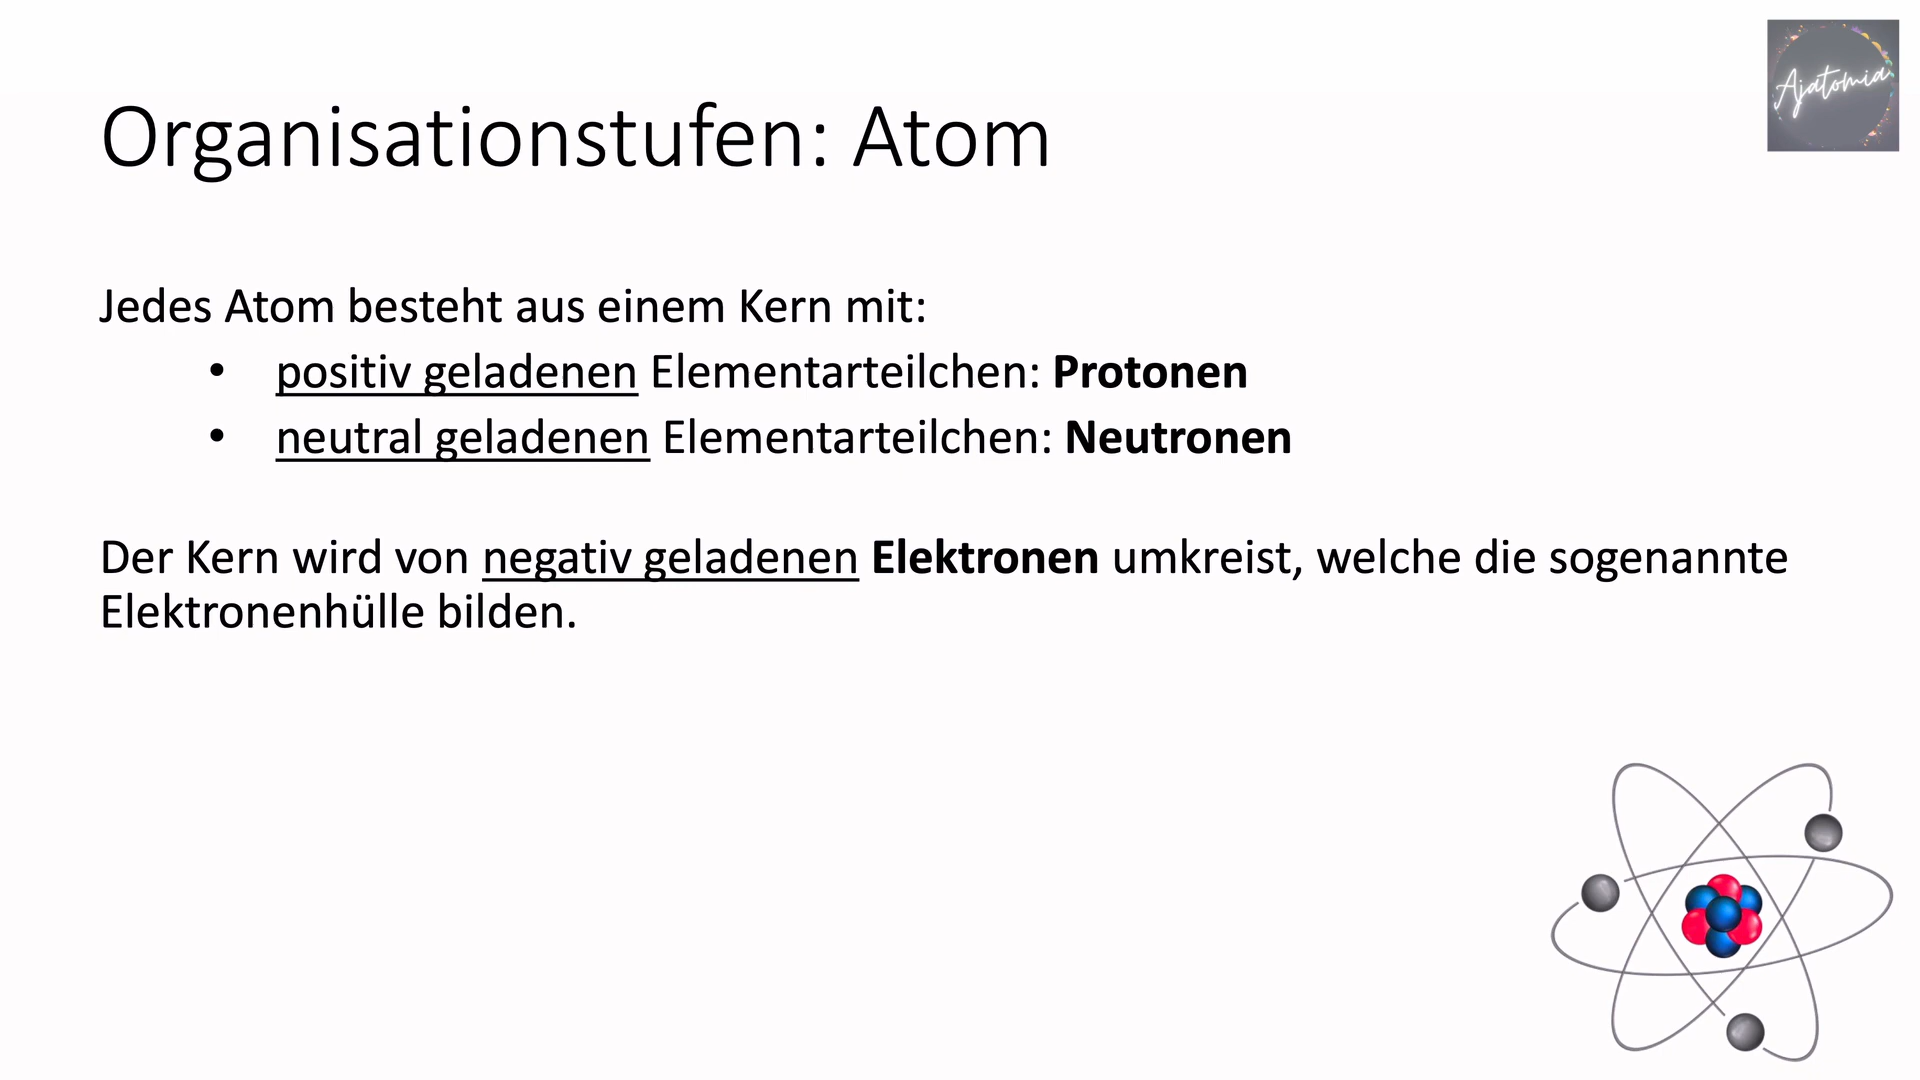 Ajatomia
Organisationstufen: Atom
Jedes Atom besteht aus einem Kern mit:
• positiv geladenen Elementarteilchen: Protonen
• neutral geladenen Elementarteilchen: Neutronen
Der Kern wird von negativ geladenen Elektronen umkreist, welche die sogenannte
Elektronenhülle bilden.